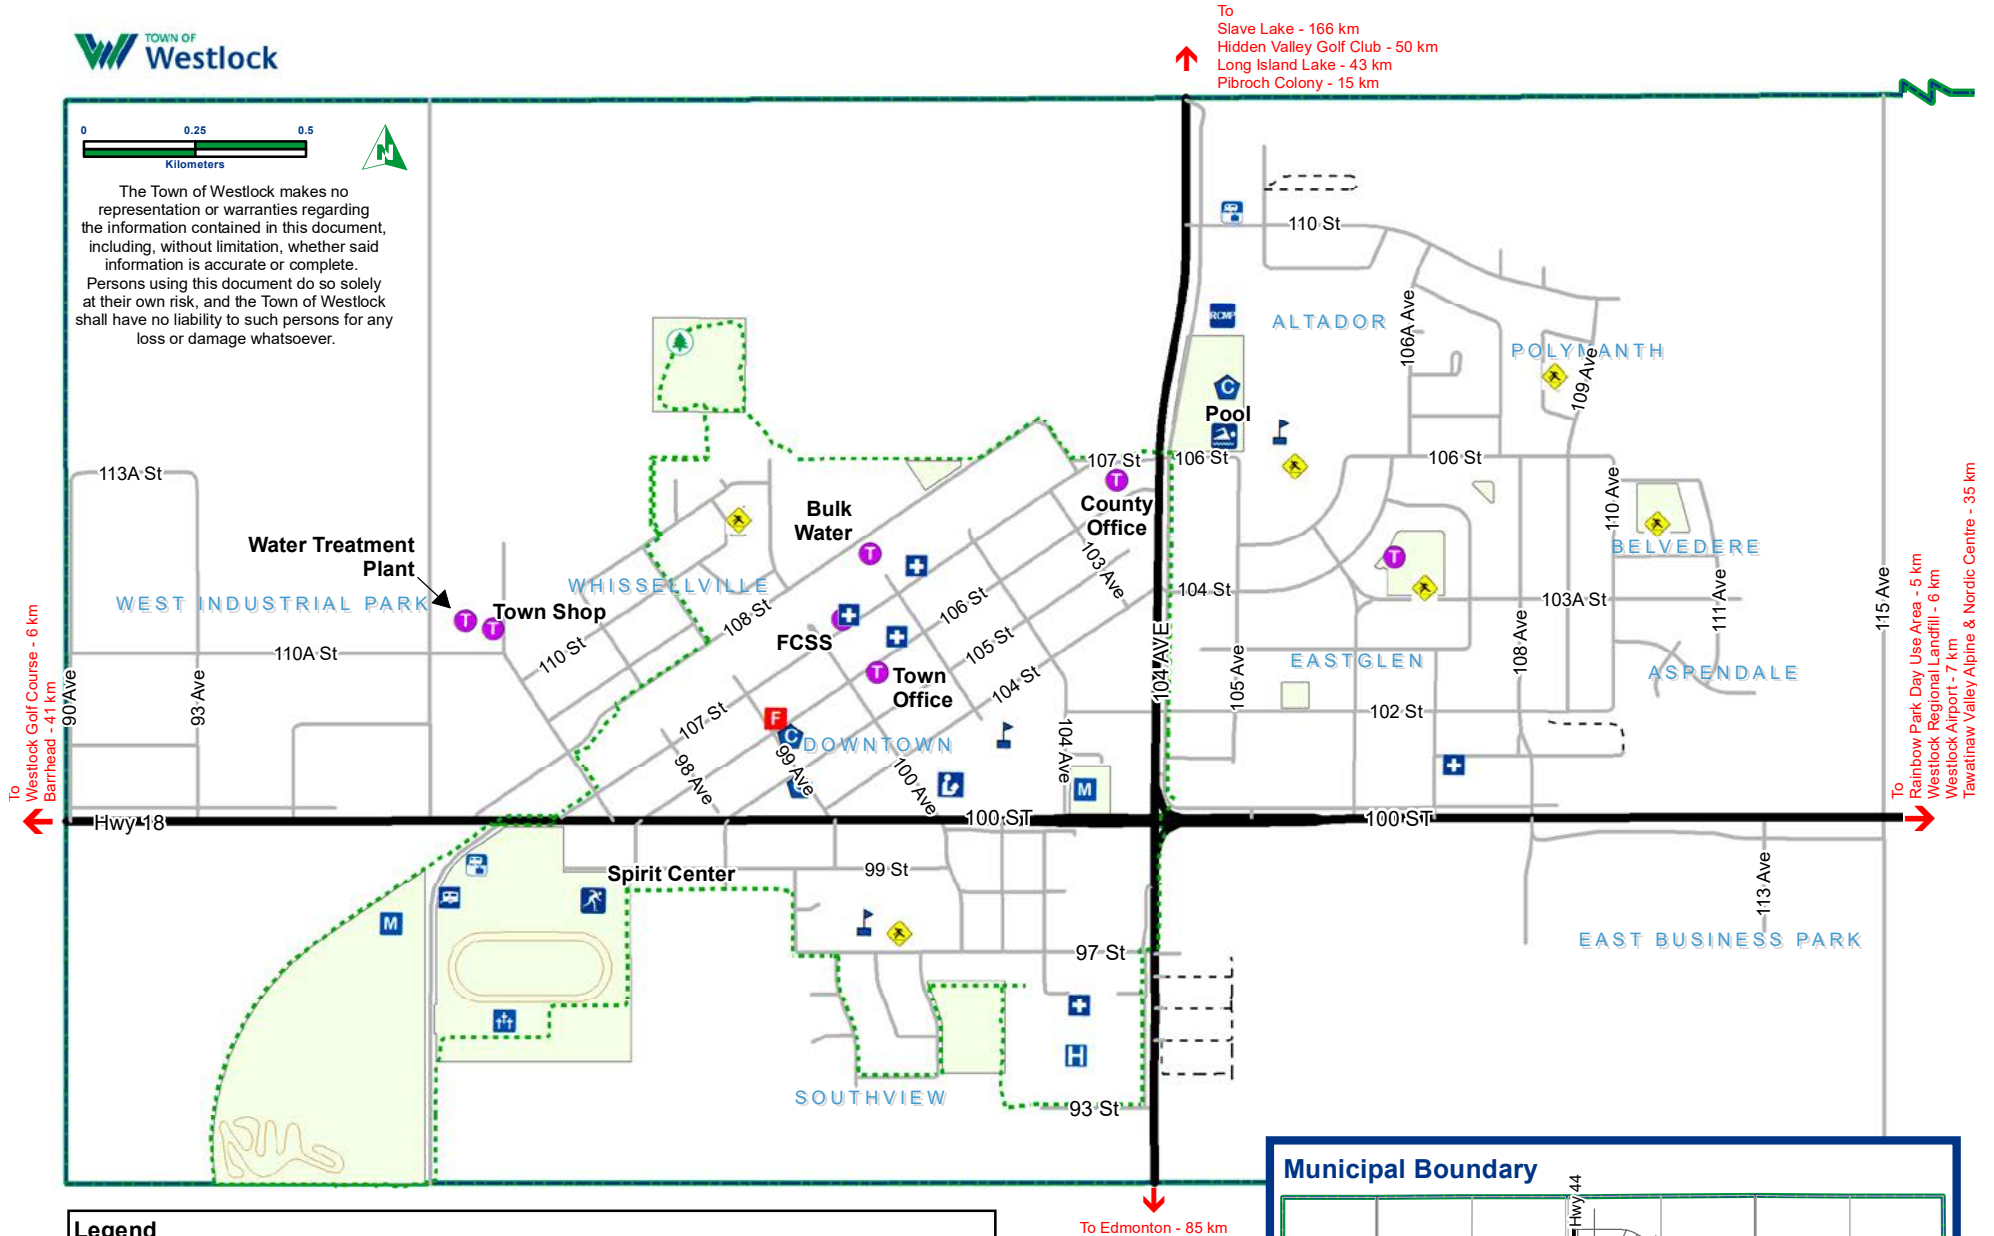 TOWN OF
Westlock
To
Slave Lake - 166 km
Hidden Valley Golf Club - 50 km
Long Island Lake - 43 km
Pibroch Colony - 15 km
0 0.25 0.5
Kilometers
N
The Town of Westlock makes no
representation or warranties regarding
the information contained in this document,
including, without limitation, whether said
information is accurate or complete.
Persons using this document do so solely
at their own risk, and the Town of Westlock
shall have no liability to such persons for any
loss or damage whatsoever.
110 St
RCMP
ALTADOR
106A Ave
POLYMANTH
109 Ave
C
Pool
107 St
106 St
106 St
113A St
T
County
Office
110 Ave
Bulk
Water
T
Water Treatment
Plant
103 Ave
T
BELVEDERE
WHISSELLVILLE
WEST INDUSTRIAL PARK
104 St
103A St
111 Ave
115 Ave
T
T
Town Shop
108 St
106 St
FCSS
105 St
110A St
110 St
T
Town
Office
104 St
104 AVE
105 Ave
EASTGLEN
108 Ave
ASPENDALE
90 Ave
93 Ave
107 St
F
C
DOWNTOWN
102 St
98 Ave
99 Ave
100 Ave
104 Ave
M
To
Westlock Golf Course - 6 km
Barrhead - 41 km
To
Rainbow Park Day Use Area - 5 km
Westlock Regional Landfill - 6 km
Westlock Airport - 7 km
Tawatinaw Valley Alpine & Nordic Centre - 35 km
Hwy 18
100 ST
100 ST
Spirit Center
99 St
113 Ave
M
97 St
EAST BUSINESS PARK
H
SOUTHVIEW
93 St
Municipal Boundary
Hwy 44
To Edmonton - 85 km
Legend